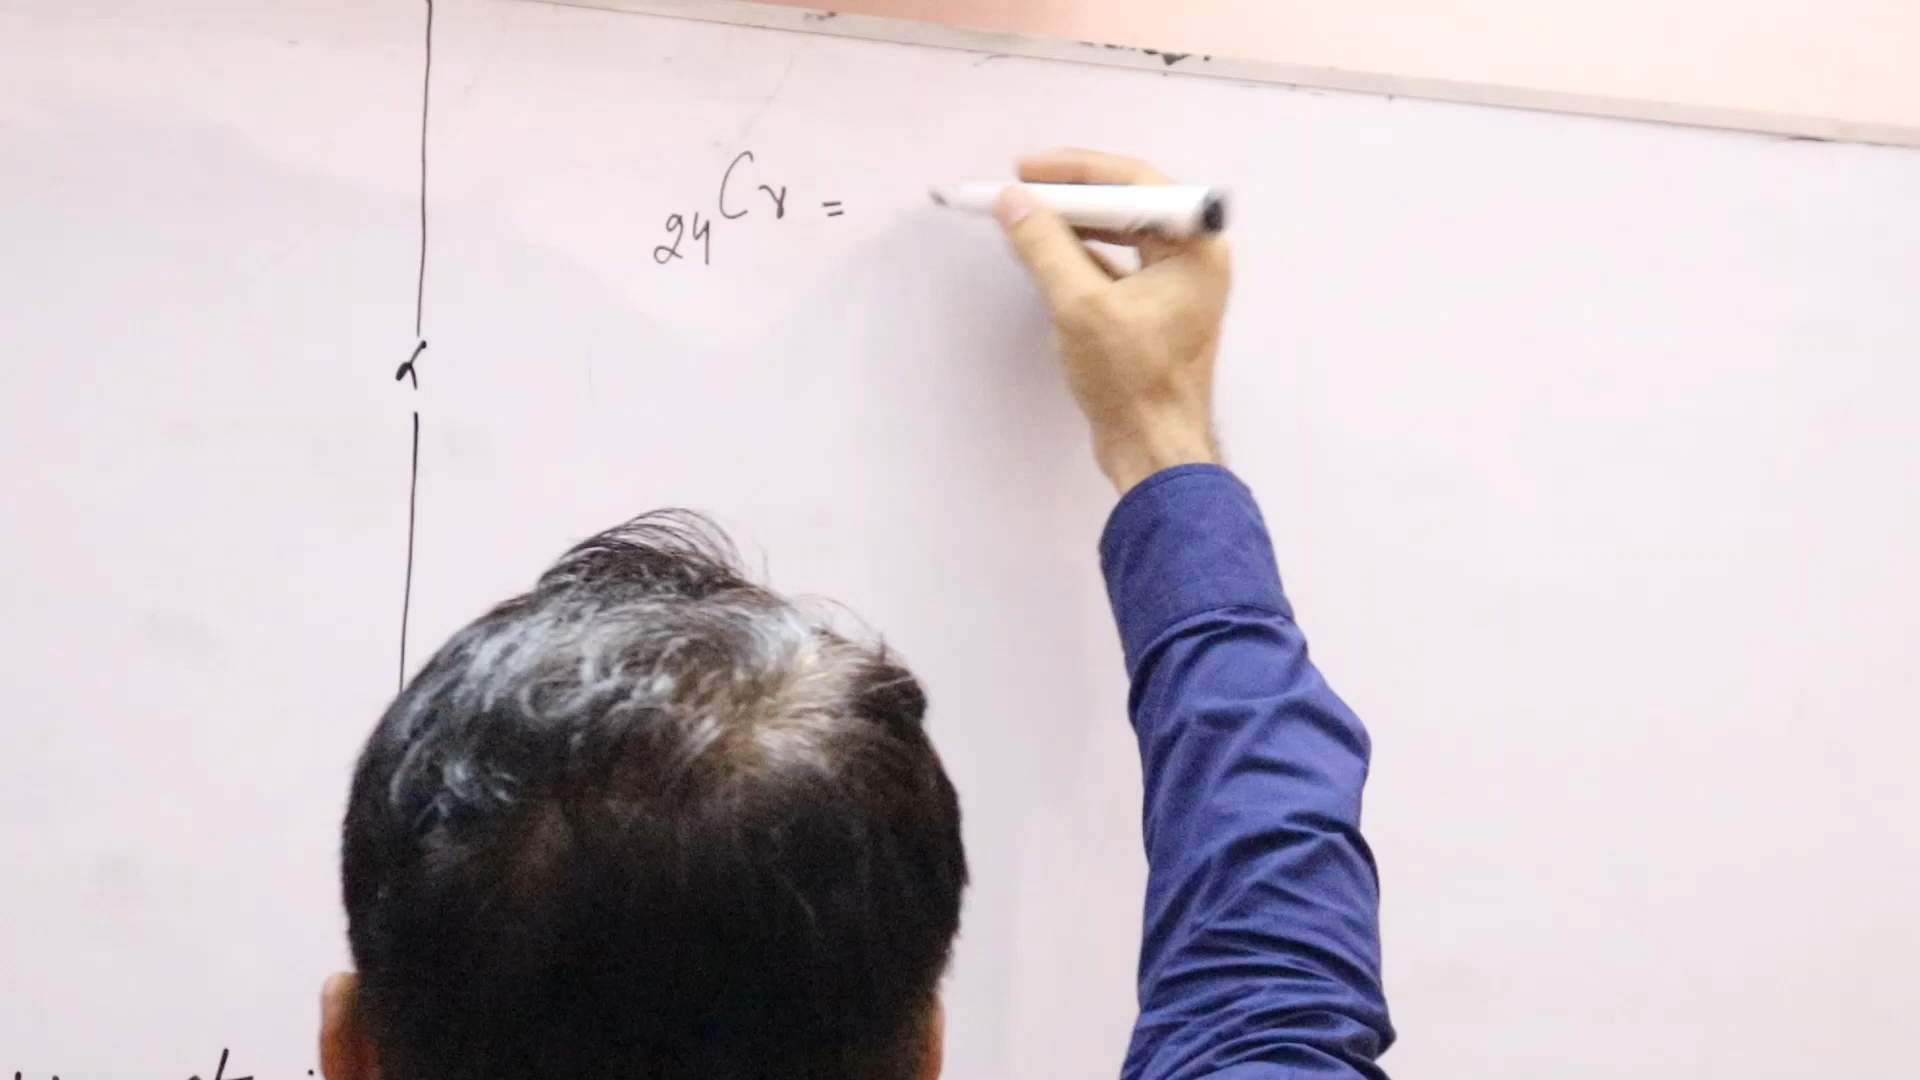 ₂₄Cr =